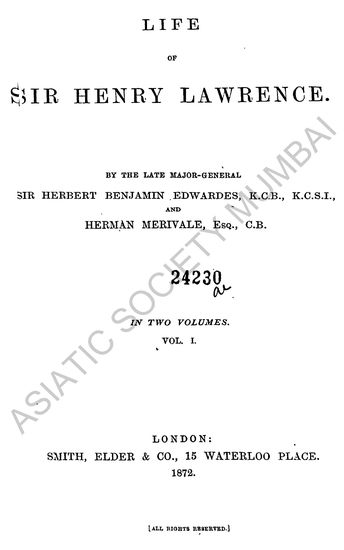 LIFE
OF
SIR HENRY LAWRENCE.
BY THE LATE MAJOR-GENERAL
SIR HERBERT BENJAMIN EDWARDES, K.C.B., K.C.S.I.,
AND
HERMAN MERIVALE, Esq., C.B.
24230
a
IN TWO VOLUMES.
VOL. I.
LONDON:
SMITH, ELDER & CO., 15 WATERLOO PLACE.
1872.
[ALL RIGHTS RESERVED.]
ASIATIC SOCIETY, MUMBAI